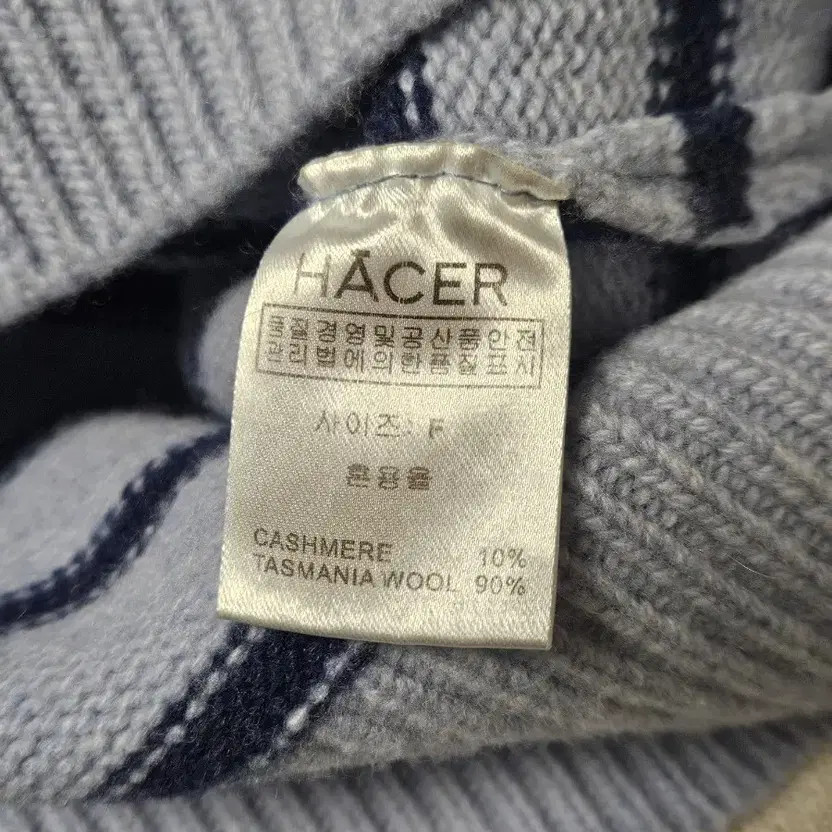 HĀCER
품질경영및공산품안전
관리법에의한품질표시
사이즈: F
혼용율
CASHMERE 10%
TASMANIA WOOL 90%